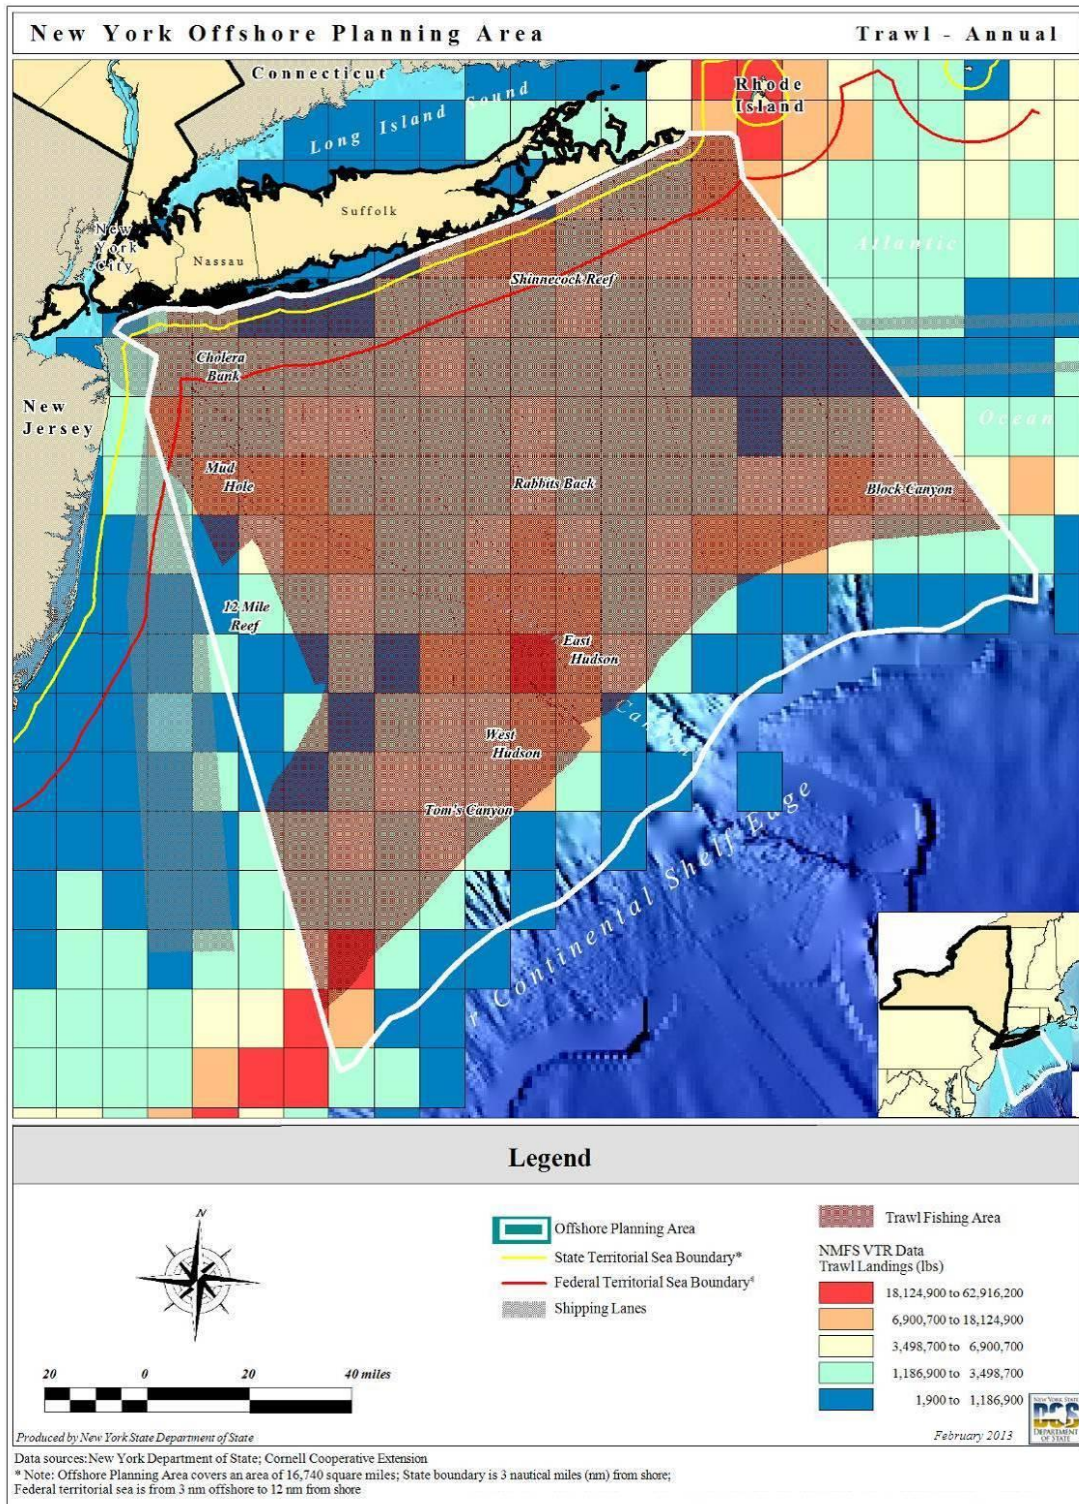 New York Offshore Planning Area
Trawl - Annual
Connecticut
Rhode
Island
Long Island Sound
Suffolk
New
York
City
Nassau
Atlantic
Shinnecock Reef
Cholera
Bank
New
Jersey
Ocean
Mud
Hole
Rabbits Back
Block Canyon
12 Mile
Reef
East
Hudson
West
Hudson
Tom's Canyon
Continental Shelf Edge
Legend
N
Offshore Planning Area
State Territorial Sea Boundary*
Federal Territorial Sea Boundary*
Shipping Lanes
Trawl Fishing Area
NMFS VTR Data
Trawl Landings (lbs)
18,124,900 to 62,916,200
6,900,700 to 18,124,900
3,498,700 to 6,900,700
1,186,900 to 3,498,700
1,900 to 1,186,900
20 0 20 40 miles
NEW YORK STATE
DOS
DEPARTMENT
OF STATE
Produced by New York State Department of State
February 2013
Data sources:New York Department of State; Cornell Cooperative Extension
* Note: Offshore Planning Area covers an area of 16,740 square miles; State boundary is 3 nautical miles (nm) from shore;
Federal territorial sea is from 3 nm offshore to 12 nm from shore